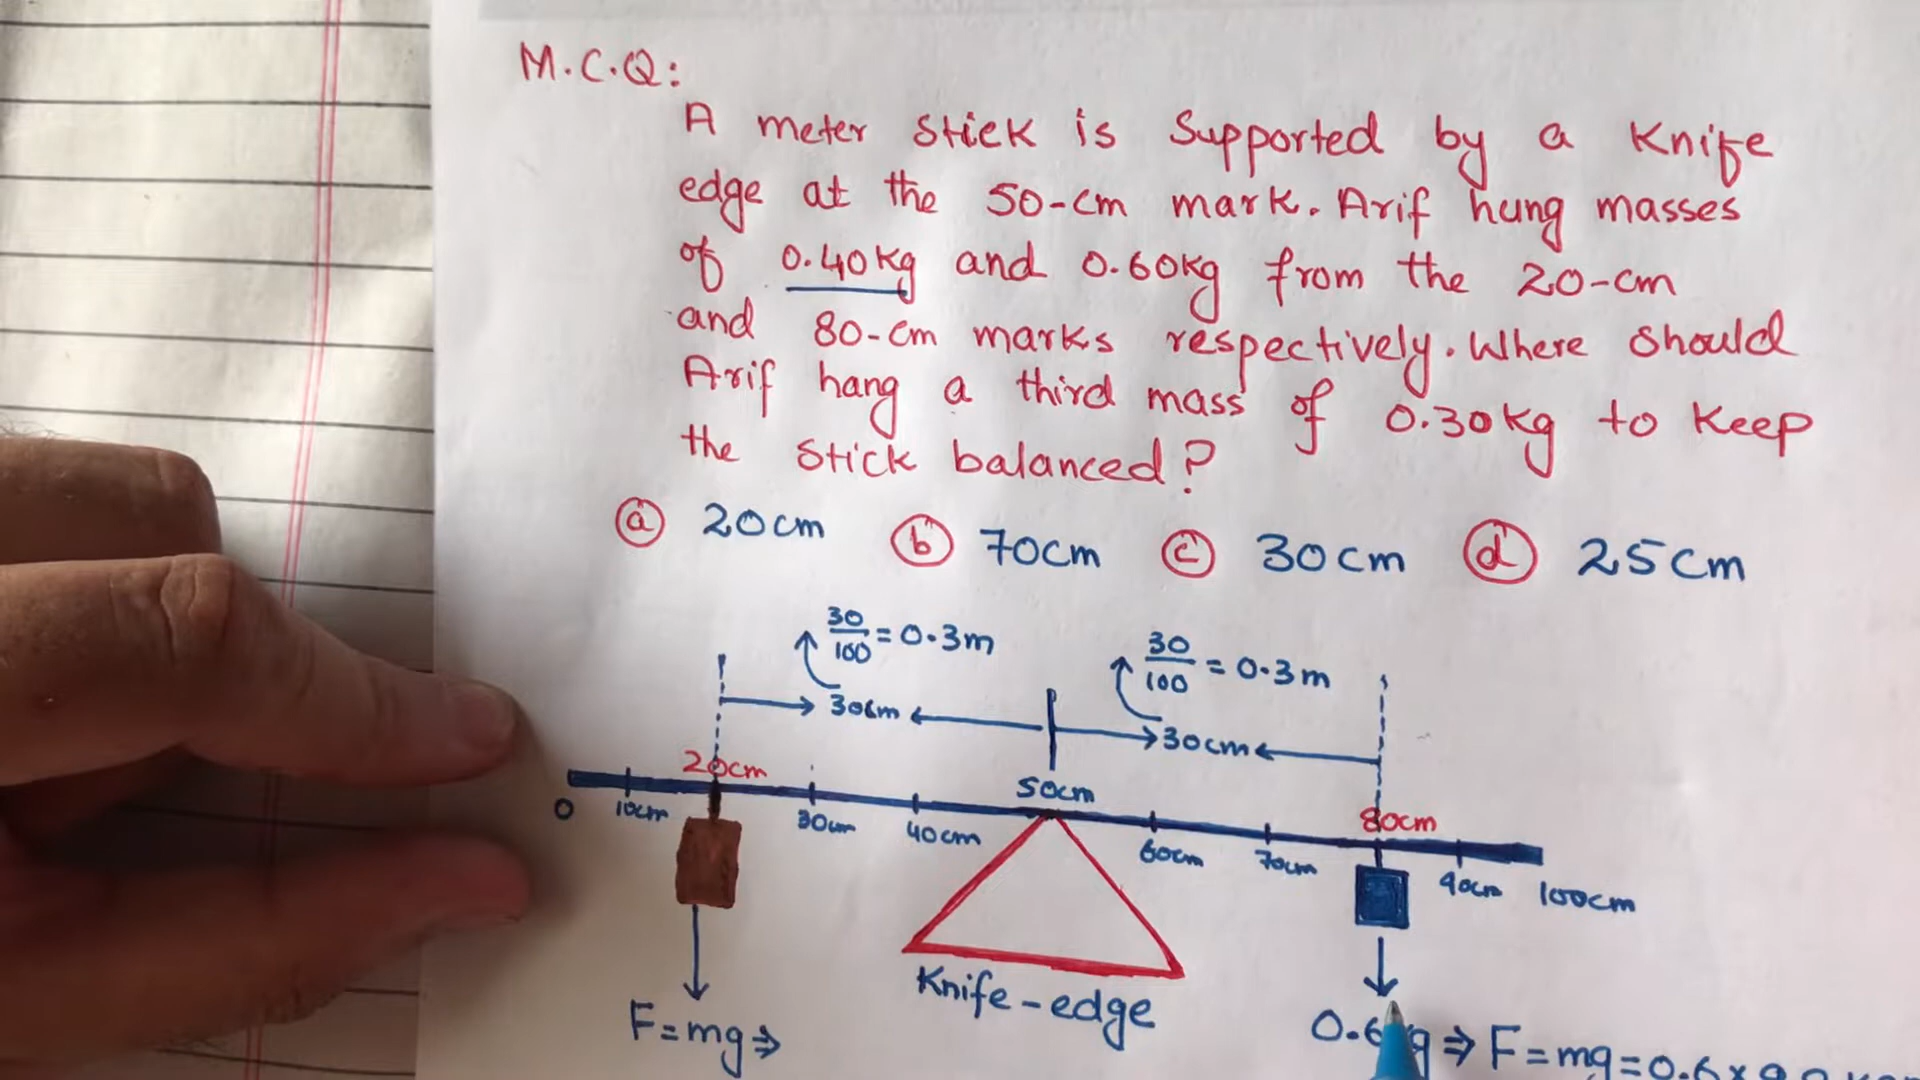 M.C.Q:
A meter stick is Supported by a Knife
edge at the 50-cm mark. Arif hung masses
of 0.40kg and 0.60kg from the 20-cm
and 80-cm marks respectively. Where should
Arif hang a third mass of 0.30kg to keep
the stick balanced?
(a) 20cm (b) 70cm (c) 30cm (d) 25cm
30/100 = 0.3m 30/100 = 0.3m
30cm 30cm
20cm 50cm 80cm
0 10cm 30cm 40cm 60cm 70cm 90cm 100cm
Knife-edge
F=mg⇒ ⇒ F=mg=0.6×9.8